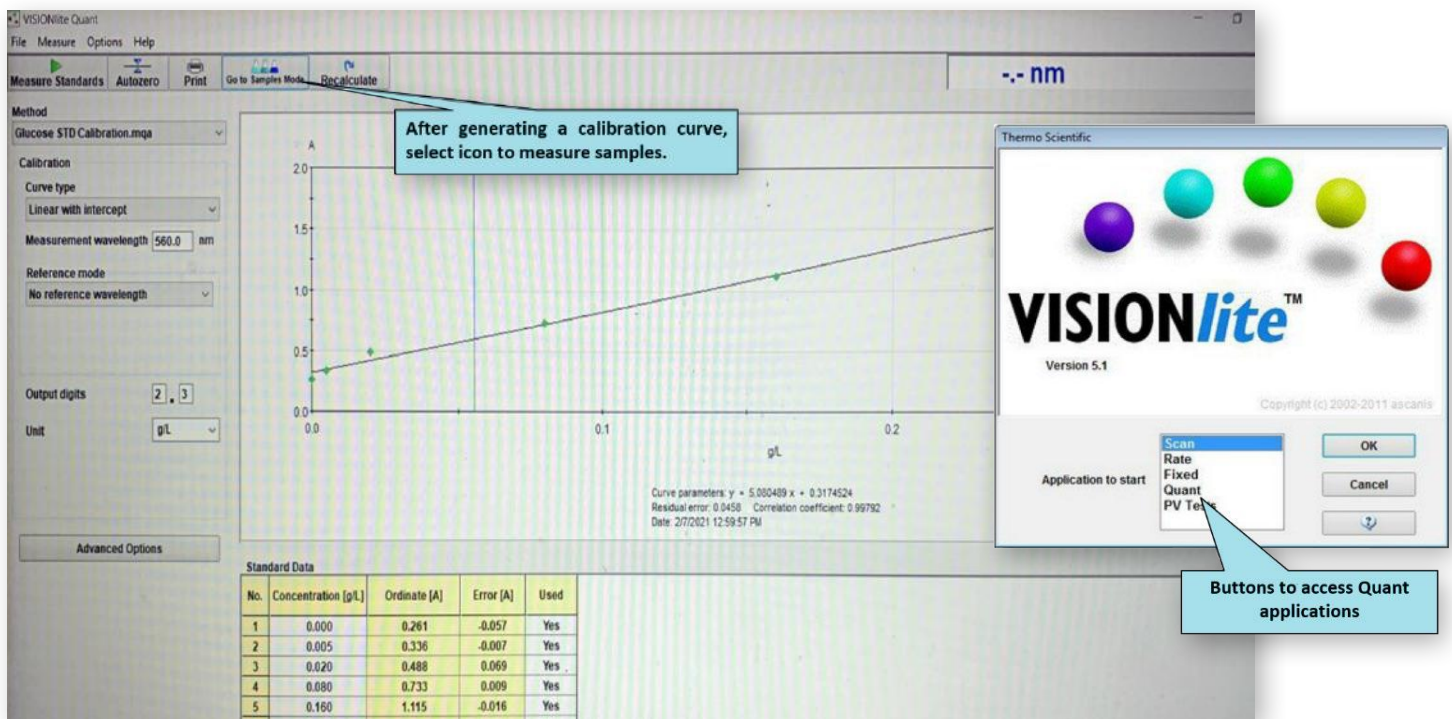 VISIONlite Quant
File Measure Options Help
Measure Standards Autozero Print Go to Samples Mode Recalculate
-.- nm
Method
Glucose STD Calibration.mqa
Calibration
Curve type
Linear with intercept
Measurement wavelength 560.0 nm
Reference mode
No reference wavelength
Output digits 2 . 3
Unit g/L
Advanced Options
After generating a calibration curve,
select icon to measure samples.
A
2.0
1.5
1.0
0.5
0.0
0.0 0.1 0.2
g/L
Curve parameters: y = 5.080489 x + 0.3174524
Residual error: 0.0458 Correlation coefficient: 0.99792
Date: 2/7/2021 12:59:57 PM
Standard Data
No. Concentration [g/L] Ordinate [A] Error [A] Used
1 0.000 0.261 -0.057 Yes
2 0.005 0.336 -0.007 Yes
3 0.020 0.488 0.069 Yes
4 0.080 0.733 0.009 Yes
5 0.160 1.115 -0.016 Yes
Thermo Scientific
VISIONlite™
Version 5.1
Copyright (c) 2002-2011 ascanis
Application to start
Scan
Rate
Fixed
Quant
PV Tests
OK
Cancel
?
Buttons to access Quant
applications